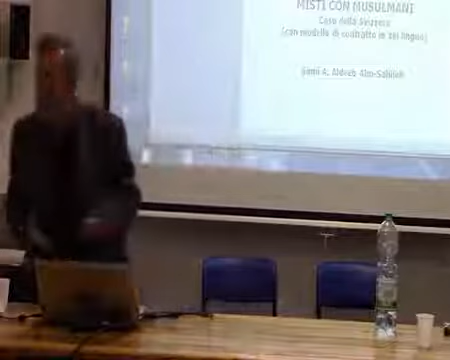 MISTI CON MUSULMANI
Caso della Svizzera
(con modello di contratto in sei lingue)
Sami A. Aldeeb Abu-Sahlieh